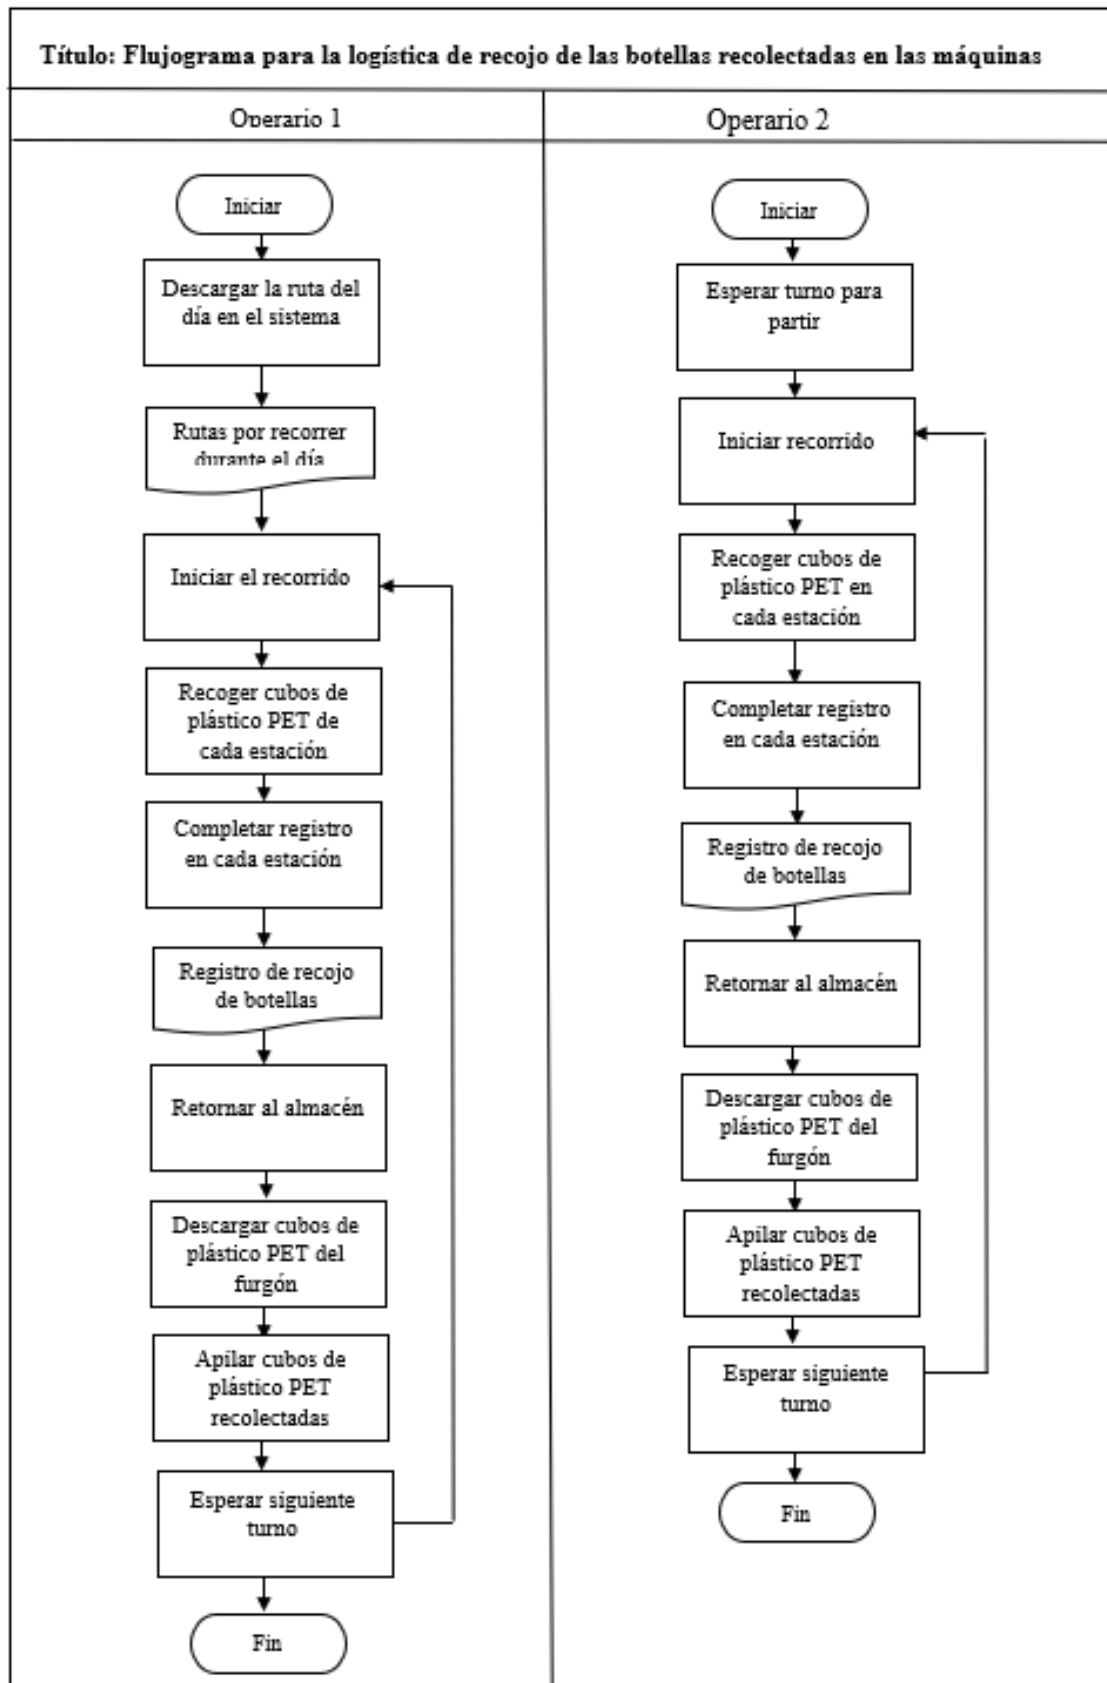 Título: Flujograma para la logística de recojo de las botellas recolectadas en las máquinas
Operario 1
Operario 2
Iniciar
Descargar la ruta del
día en el sistema
Rutas por recorrer
durante el día
Iniciar el recorrido
Recoger cubos de
plástico PET de
cada estación
Completar registro
en cada estación
Registro de recojo
de botellas
Retornar al almacén
Descargar cubos de
plástico PET del
furgón
Apilar cubos de
plástico PET
recolectadas
Esperar siguiente
turno
Fin
Iniciar
Esperar turno para
partir
Iniciar recorrido
Recoger cubos de
plástico PET en
cada estación
Completar registro
en cada estación
Registro de recojo
de botellas
Retornar al almacén
Descargar cubos de
plástico PET del
furgón
Apilar cubos de
plástico PET
recolectadas
Esperar siguiente
turno
Fin